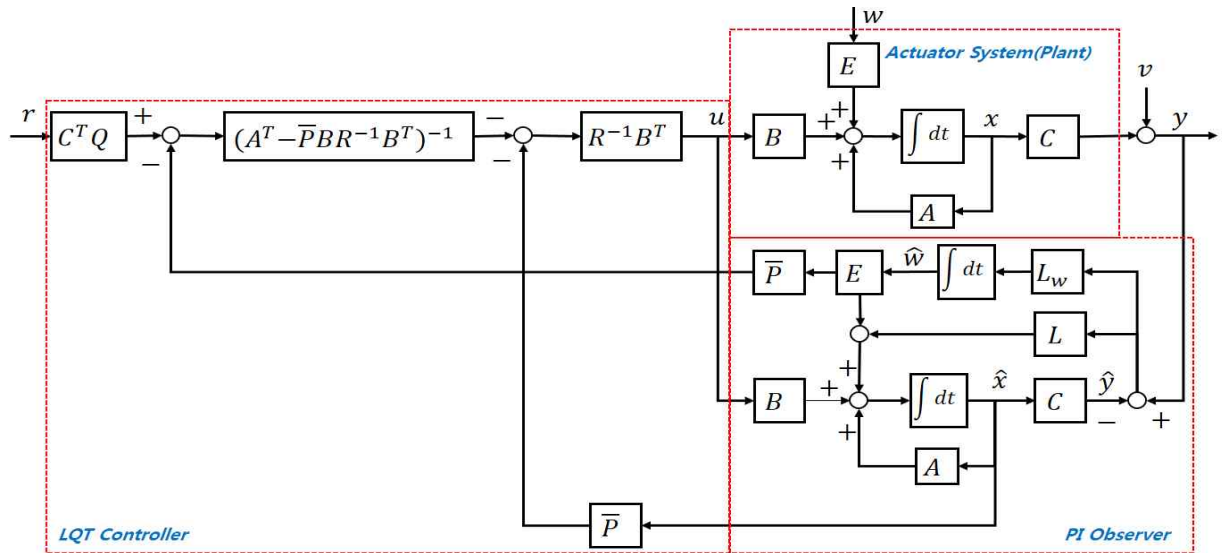 w
E
Actuator System(Plant)
v
r
C^T Q
+
−
(A^T−P̅BR^{-1}B^T)^{-1}
−
−
R^{-1}B^T
u
B
+
+
+
∫ dt
x
C
y
A
P̅
E
ŵ
∫ dt
L_w
L
B
+
+
+
∫ dt
x̂
C
ŷ
−
+
A
P̅
LQT Controller
PI Observer